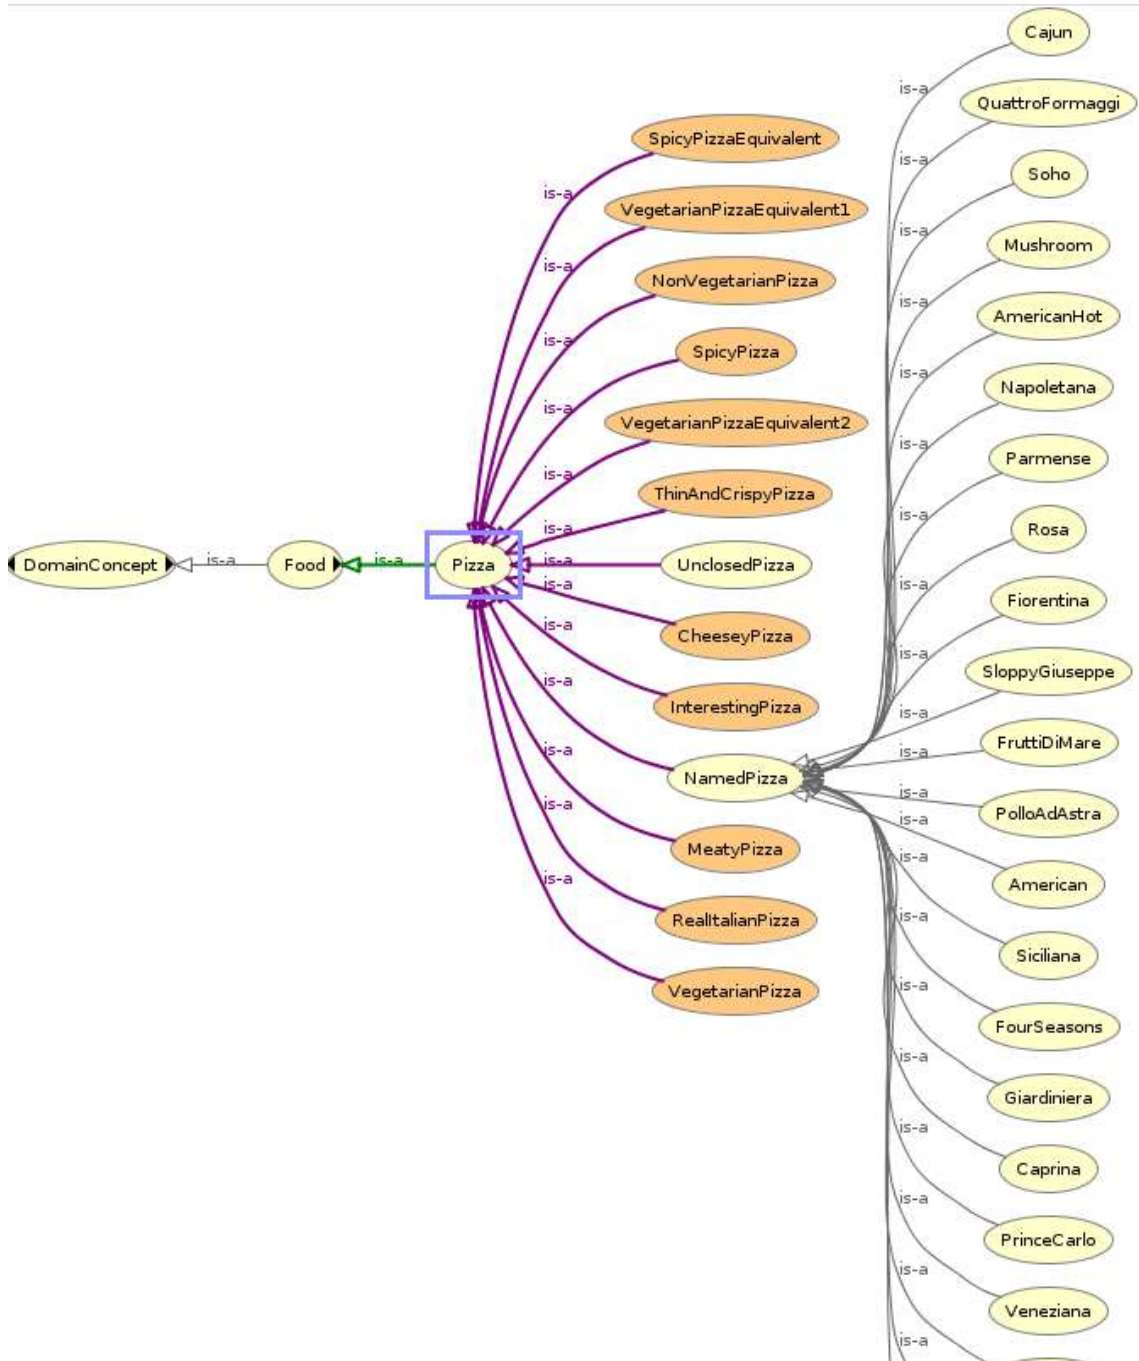 Cajun
is-a
QuattroFormaggi
SpicyPizzaEquivalent
is-a
Soho
is-a
VegetarianPizzaEquivalent1
is-a
Mushroom
is-a
NonVegetarianPizza
is-a
AmericanHot
is-a
SpicyPizza
is-a
Napoletana
is-a
VegetarianPizzaEquivalent2
is-a
Parmense
is-a
ThinAndCrispyPizza
is-a
Rosa
is-a
DomainConcept
is-a
Food
is-a
Pizza
is-a
UnclosedPizza
is-a
is-a
Fiorentina
is-a
CheeseyPizza
is-a
SloppyGiuseppe
is-a
InterestingPizza
is-a
FruttiDiMare
is-a
NamedPizza
is-a
PolloAdAstra
is-a
is-a
MeatyPizza
is-a
American
is-a
RealItalianPizza
is-a
Siciliana
is-a
VegetarianPizza
FourSeasons
is-a
Giardiniera
is-a
Caprina
is-a
PrinceCarlo
is-a
Veneziana
is-a